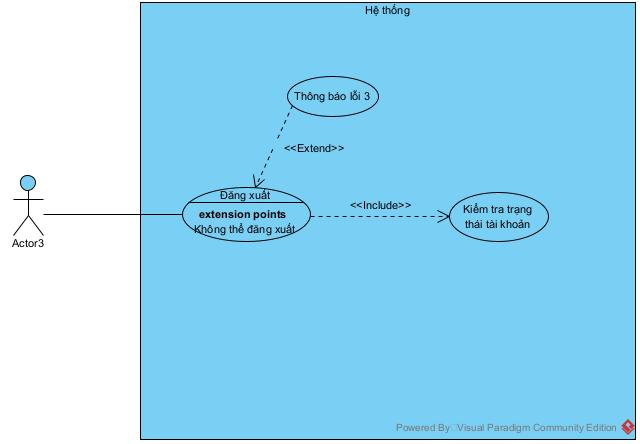 Hệ thống
Thông báo lỗi 3
<<Extend>>
Đăng xuất
extension points
Không thể đăng xuất
<<Include>>
Kiểm tra trạng
thái tài khoản
Actor3
Powered By Visual Paradigm Community Edition